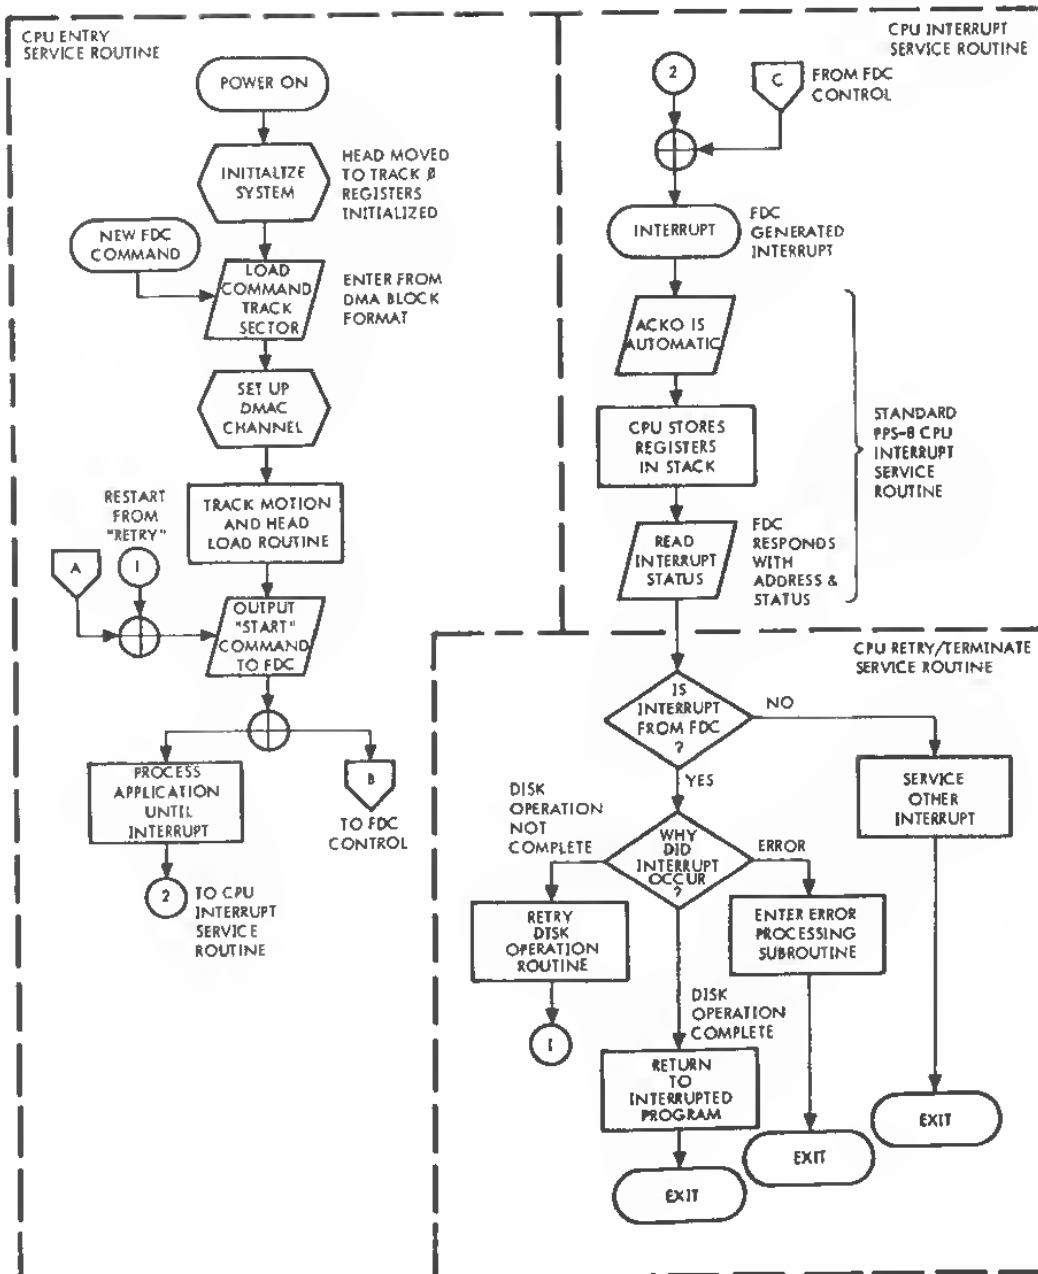 CPU ENTRY
SERVICE ROUTINE
POWER ON
INITIALIZE
SYSTEM
HEAD MOVED
TO TRACK Ø
REGISTERS
INITIALIZED
NEW FDC
COMMAND
LOAD
COMMAND
TRACK
SECTOR
ENTER FROM
DMA BLOCK
FORMAT
SET UP
DMAC
CHANNEL
RESTART
FROM
"RETRY"
TRACK MOTION
AND HEAD
LOAD ROUTINE
A
1
OUTPUT
"START"
COMMAND
TO FDC
PROCESS
APPLICATION
UNTIL
INTERRUPT
B
TO FDC
CONTROL
2
TO CPU
INTERRUPT
SERVICE
ROUTINE
CPU INTERRUPT
SERVICE ROUTINE
2
C
FROM FDC
CONTROL
INTERRUPT
FDC
GENERATED
INTERRUPT
ACKO IS
AUTOMATIC
CPU STORES
REGISTERS
IN STACK
READ
INTERRUPT
STATUS
FDC
RESPONDS
WITH
ADDRESS &
STATUS
STANDARD
PPS-8 CPU
INTERRUPT
SERVICE
ROUTINE
CPU RETRY/TERMINATE
SERVICE ROUTINE
IS
INTERRUPT
FROM FDC
?
NO
YES
SERVICE
OTHER
INTERRUPT
DISK
OPERATION
NOT
COMPLETE
WHY
DID
INTERRUPT
OCCUR
?
ERROR
RETRY
DISK
OPERATION
ROUTINE
ENTER ERROR
PROCESSING
SUBROUTINE
1
DISK
OPERATION
COMPLETE
RETURN
TO
INTERRUPTED
PROGRAM
EXIT
EXIT
EXIT